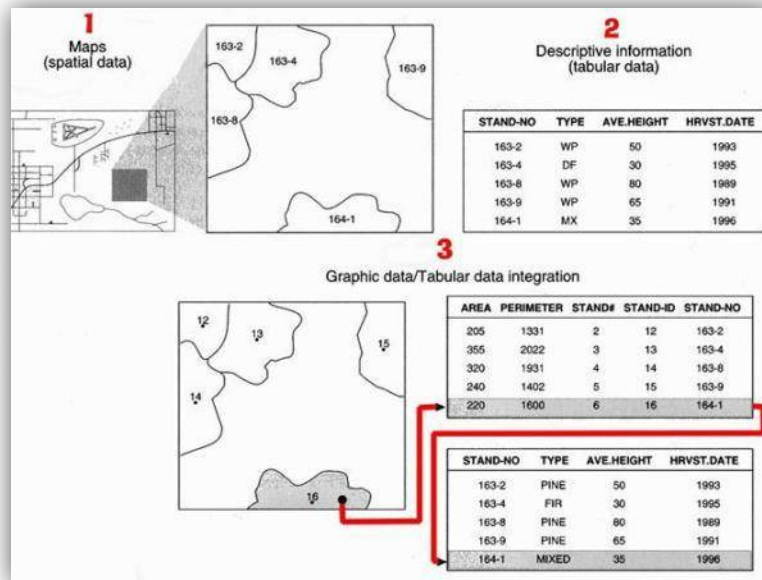 1
Maps
(spatial data)
163-2
163-4
163-9
163-8
164-1
2
Descriptive information
(tabular data)
STAND-NO TYPE AVE.HEIGHT HRVST.DATE
163-2 WP 50 1993
163-4 DF 30 1995
163-8 WP 80 1989
163-9 WP 65 1991
164-1 MX 35 1996
3
Graphic data/Tabular data integration
12
13
15
14
16
AREA PERIMETER STAND# STAND-ID STAND-NO
205 1331 2 12 163-2
355 2022 3 13 163-4
320 1931 4 14 163-8
240 1402 5 15 163-9
220 1600 6 16 164-1
STAND-NO TYPE AVE.HEIGHT HRVST.DATE
163-2 PINE 50 1993
163-4 FIR 30 1995
163-8 PINE 80 1989
163-9 PINE 65 1991
164-1 MIXED 35 1996